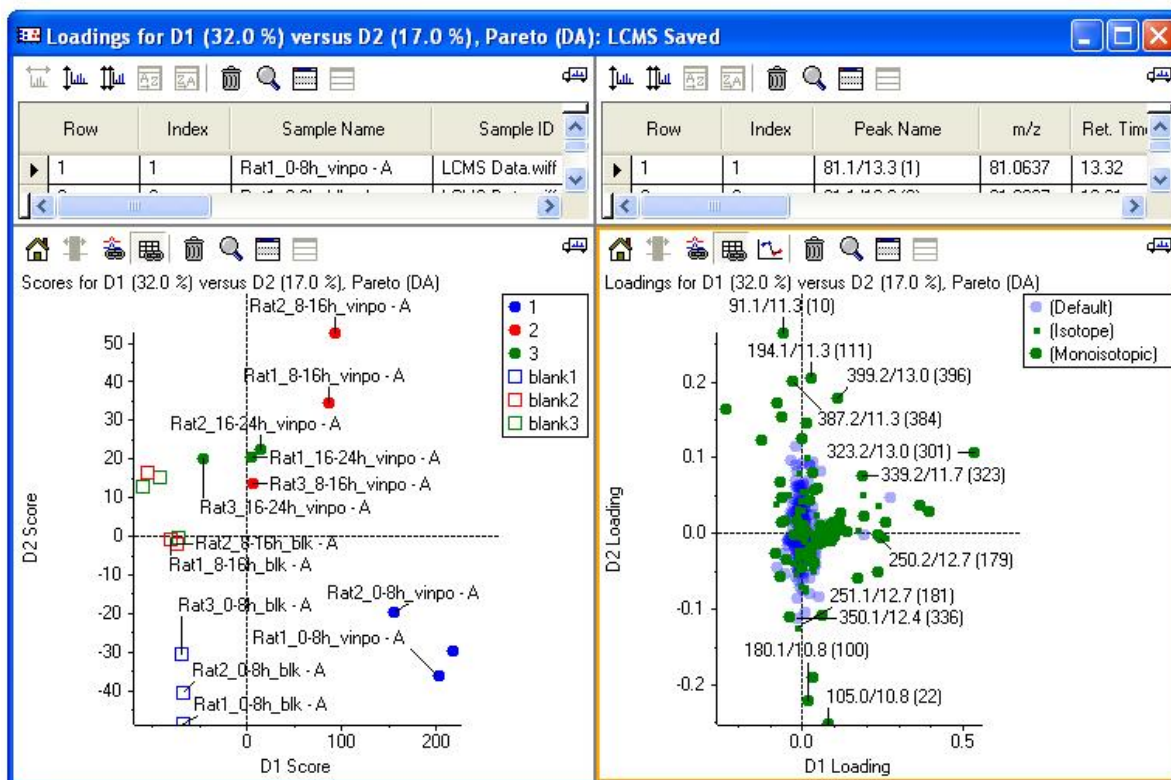 Loadings for D1 (32.0 %) versus D2 (17.0 %), Pareto (DA): LCMS Saved
Row Index Sample Name Sample ID
1 1 Rat1_0-8h_vinpo - A LCMS Data.wiff
Row Index Peak Name m/z Ret. Time
1 1 81.1/13.3 (1) 81.0637 13.32
Scores for D1 (32.0 %) versus D2 (17.0 %), Pareto (DA)
Rat2_8-16h_vinpo - A
Rat1_8-16h_vinpo - A
Rat2_16-24h_vinpo - A
Rat1_16-24h_vinpo - A
Rat3_8-16h_vinpo - A
Rat3_16-24h_vinpo - A
Rat2_8-16h_blk - A
Rat1_8-16h_blk - A
Rat3_0-8h_blk - A
Rat2_0-8h_vinpo - A
Rat1_0-8h_vinpo - A
Rat2_0-8h_blk - A
Rat1_0-8h_blk - A
1
2
3
blank1
blank2
blank3
50
40
30
20
10
0
-10
-20
-30
-40
D2 Score
0 100 200
D1 Score
Loadings for D1 (32.0 %) versus D2 (17.0 %), Pareto (DA)
91.1/11.3 (10)
194.1/11.3 (111)
399.2/13.0 (396)
387.2/11.3 (384)
323.2/13.0 (301)
339.2/11.7 (323)
250.2/12.7 (179)
251.1/12.7 (181)
350.1/12.4 (336)
180.1/10.8 (100)
105.0/10.8 (22)
(Default)
(Isotope)
(Monoisotopic)
0.2
0.1
0.0
-0.1
-0.2
D2 Loading
0.0 0.5
D1 Loading